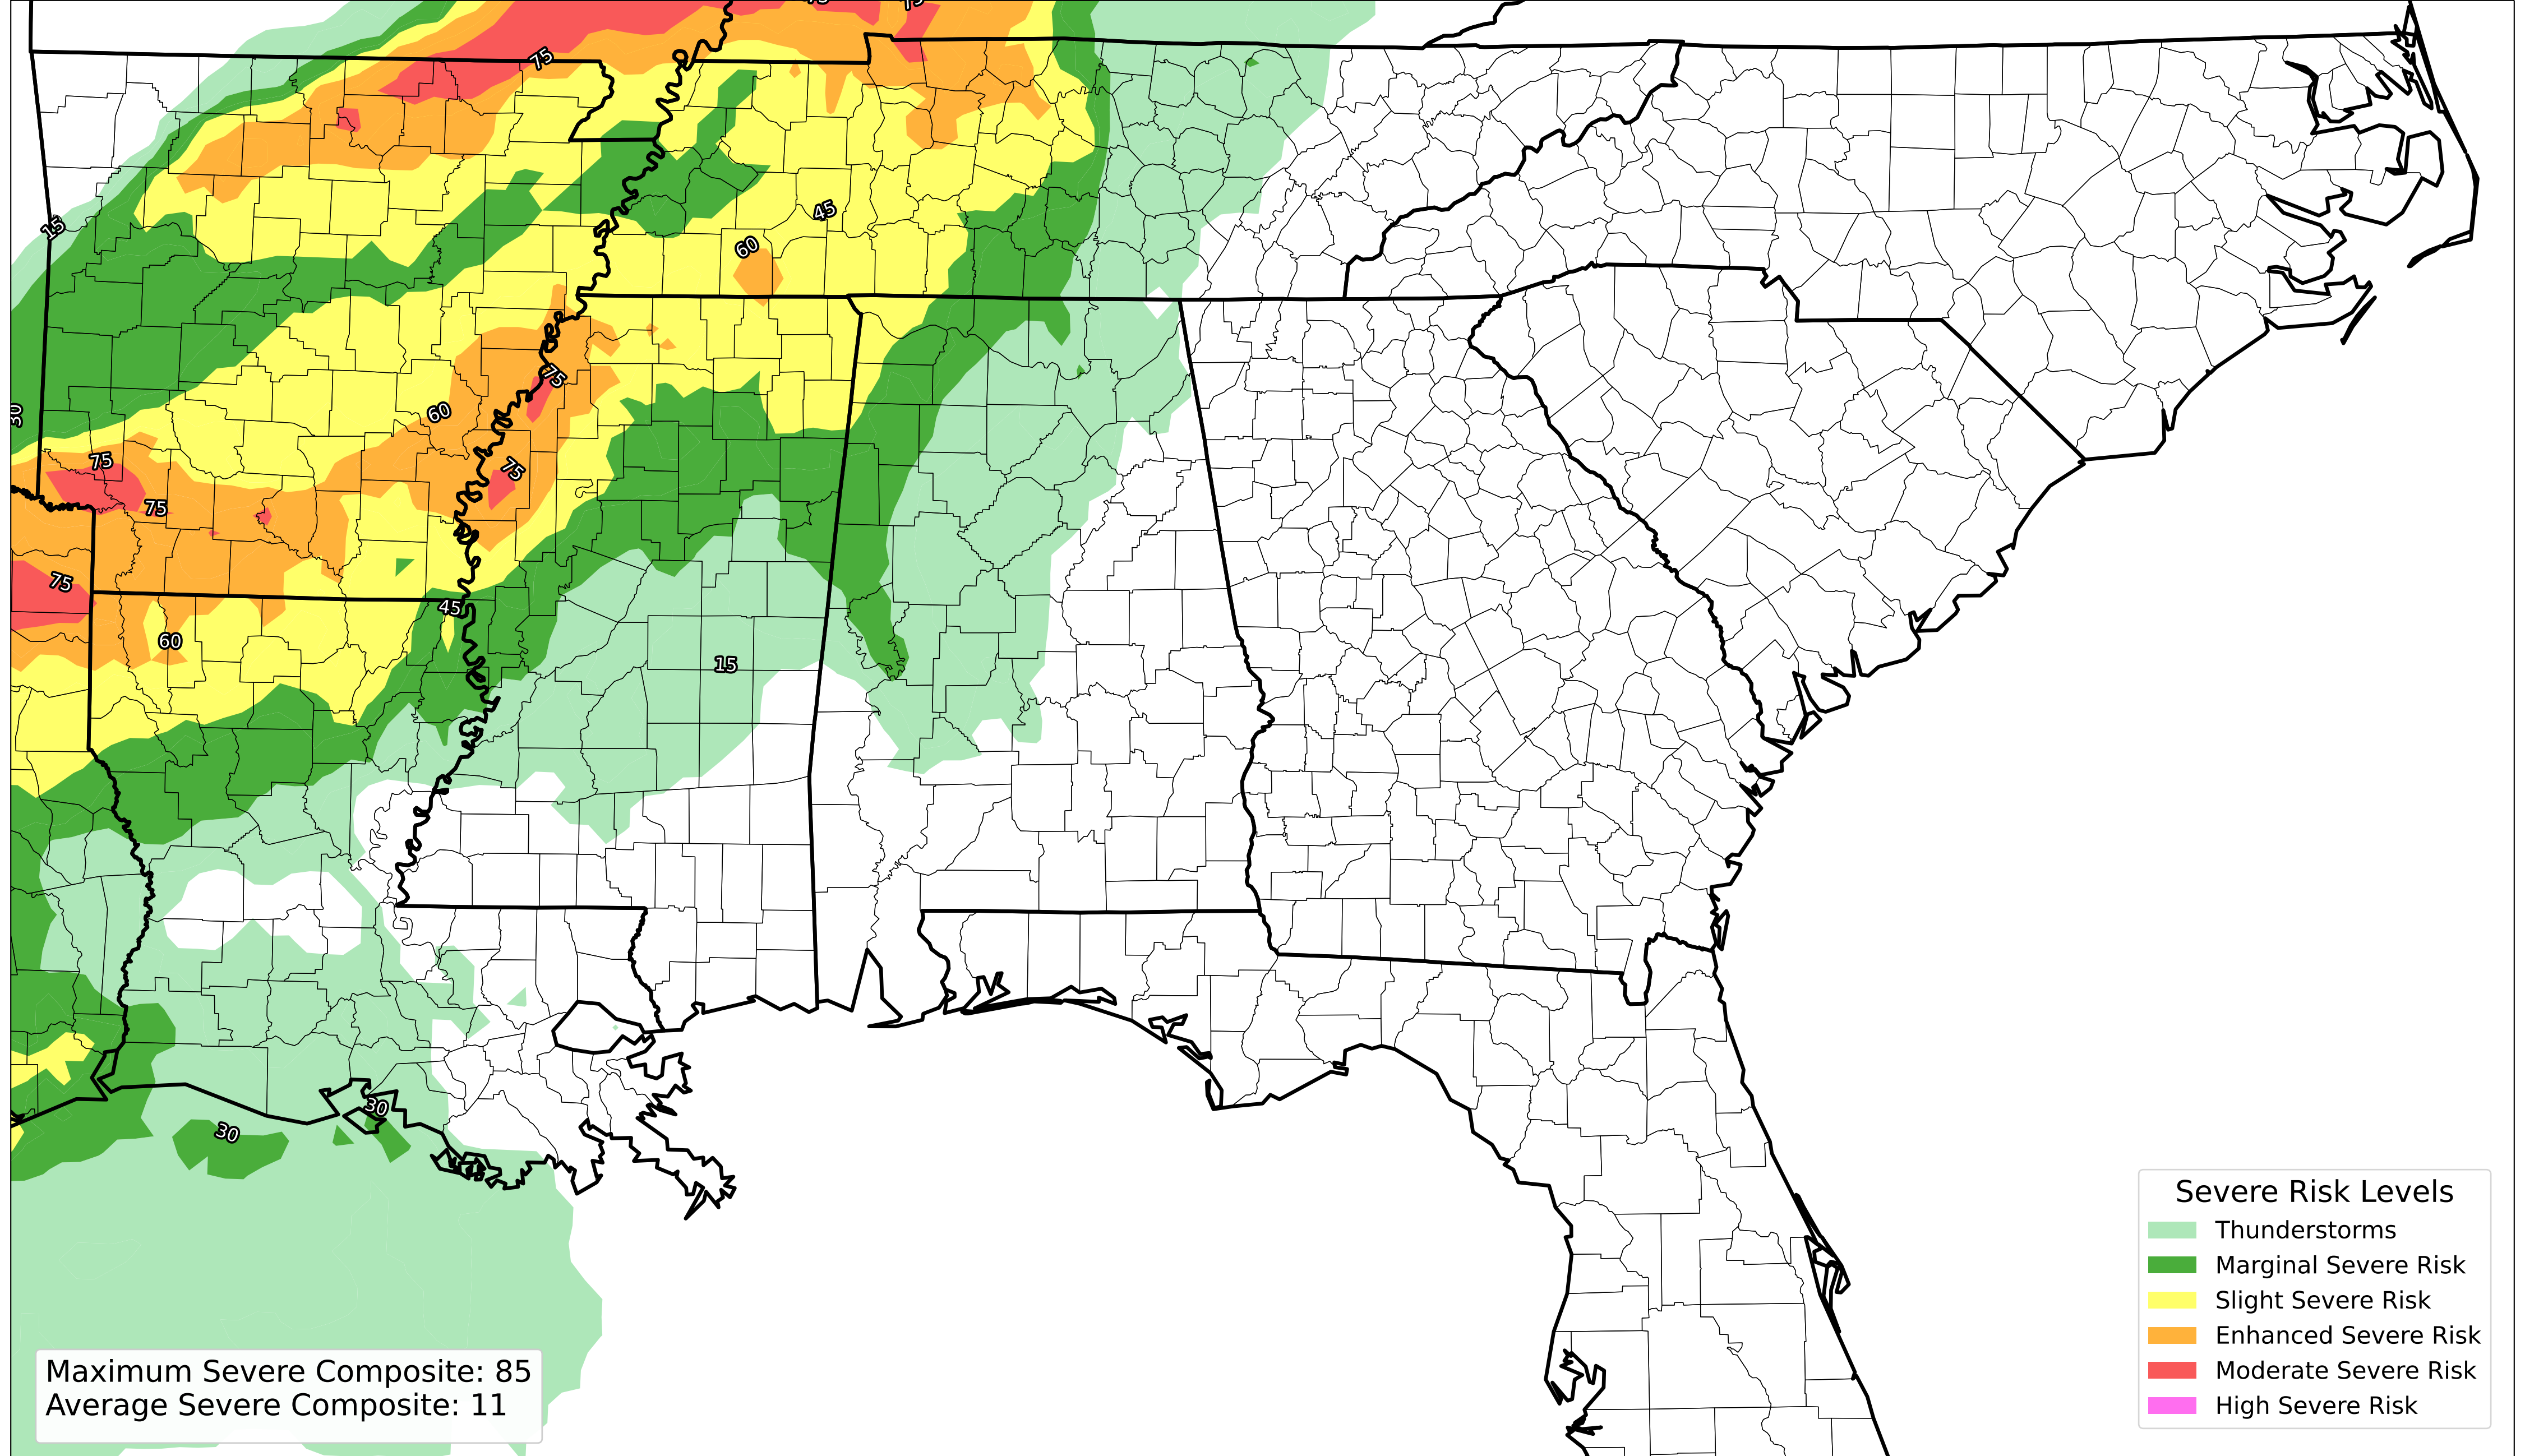 75
75
75
15
45
60
75
30
60
75
75
75
75
45
60
15
30
30
Severe Risk Levels
Thunderstorms
Marginal Severe Risk
Slight Severe Risk
Enhanced Severe Risk
Moderate Severe Risk
High Severe Risk
Maximum Severe Composite: 85
Average Severe Composite: 11